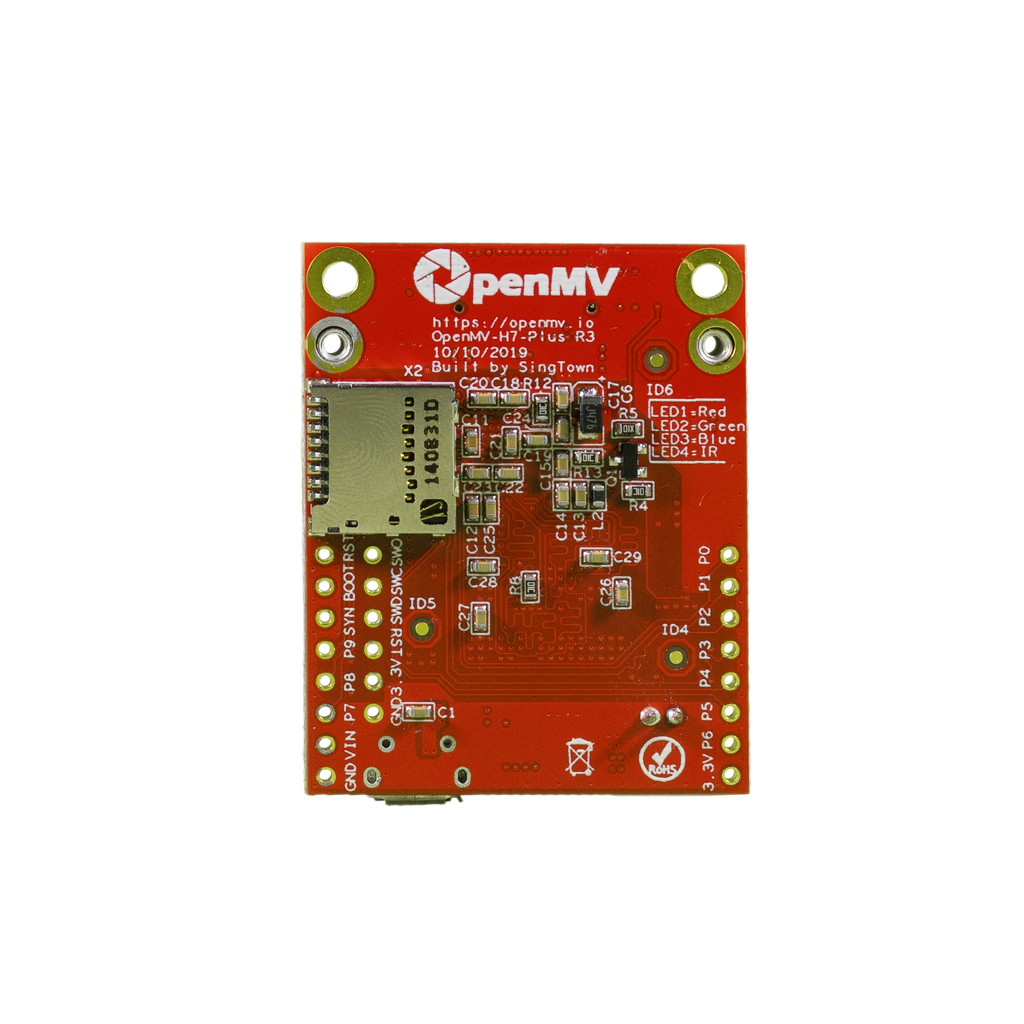 OpenMV
https://openmv.io
OpenMV-H7-Plus R3
10/10/2019
Built by SingTown
X2
C20 C18 R12
C17
C6
ID6
C11
C24
J476
R5
LED1=Red
LED2=Green
LED3=Blue
LED4=IR
140831D
C21
C19
01X
C15
R13
Q1
C23 C22
R4
C12
C25
C14
C13
L2
RST
SWO
C29
P0
BOOT
SWC
C28
R8
C26
P1
SYN
SWD
ID5
C27
P2
P9
RST
ID4
P3
P8
3.3V
P4
P7
GND
C1
P5
VIN
P6
GND
RoHS
3.3V